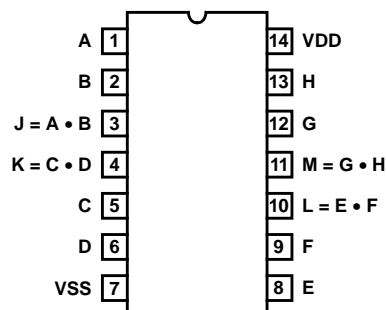 A 1 14 VDD
B 2 13 H
J = A • B 3 12 G
K = C • D 4 11 M = G • H
C 5 10 L = E • F
D 6 9 F
VSS 7 8 E